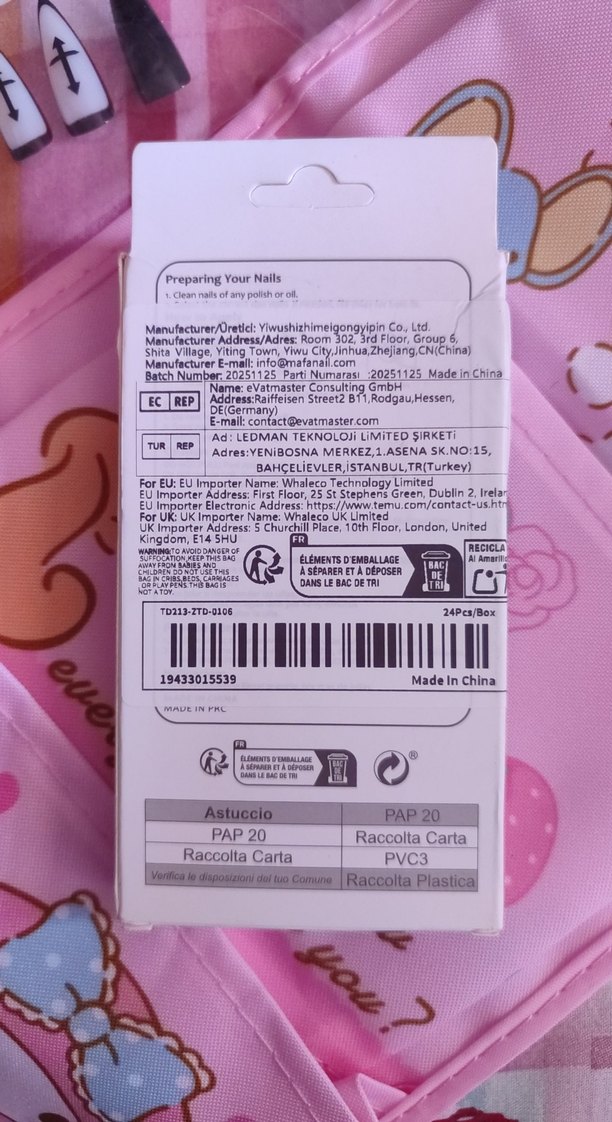 Preparing Your Nails
1. Clean nails of any polish or oil.
Manufacturer/Üretici: Yiwushizhimeigongyipin Co., Ltd.
Manufacturer Address/Adres: Room 302, 3rd Floor, Group 6,
Shita Village, Yiting Town, Yiwu City,Jinhua,Zhejiang,CN(China)
Manufacturer E-mail: info@mafanail.com
Batch Number: 20251125 Parti Numarası :20251125 Made in China
EC REP
Name: eVatmaster Consulting GmbH
Address:Raiffeisen Street2 B11,Rodgau,Hessen,
DE(Germany)
E-mail: contact@evatmaster.com
TUR REP
Ad: LEDMAN TEKNOLOJİ LİMİTED ŞİRKETİ
Adres:YENİBOSNA MERKEZ,1.ASENA SK.NO:15,
BAHÇELİEVLER,İSTANBUL,TR(Turkey)
For EU: EU Importer Name: Whaleco Technology Limited
EU Importer Address: First Floor, 25 St Stephens Green, Dublin 2, Irelan
EU Importer Electronic Address: https://www.temu.com/contact-us.htm
For UK: UK Importer Name: Whaleco UK Limited
UK Importer Address: 5 Churchill Place, 10th Floor, London, United
Kingdom, E14 5HU
WARNING:TO AVOID DANGER OF
SUFFOCATION,KEEP THIS BAG
AWAY FROM BABIES AND
CHILDREN DO NOT USE THIS
BAG IN CRIBS,BEDS, CARRIAGES
,OR PLAY PENS.THIS BAG IS
NOT A TOY.
FR
ÉLÉMENTS D'EMBALLAGE
À SÉPARER ET À DÉPOSER
DANS LE BAC DE TRI
BAC
DE
TRI
RECICLA
Al Amarillo
TD213-ZTD-0106 24Pcs/Box
19433015539 Made In China
MADE IN PRC
FR
ÉLÉMENTS D'EMBALLAGE
À SÉPARER ET À DÉPOSER
DANS LE BAC DE TRI
BAC
DE
TRI
®
Astuccio PAP 20
PAP 20 Raccolta Carta
Raccolta Carta PVC3
Verifica le disposizioni del tuo Comune Raccolta Plastica
you?